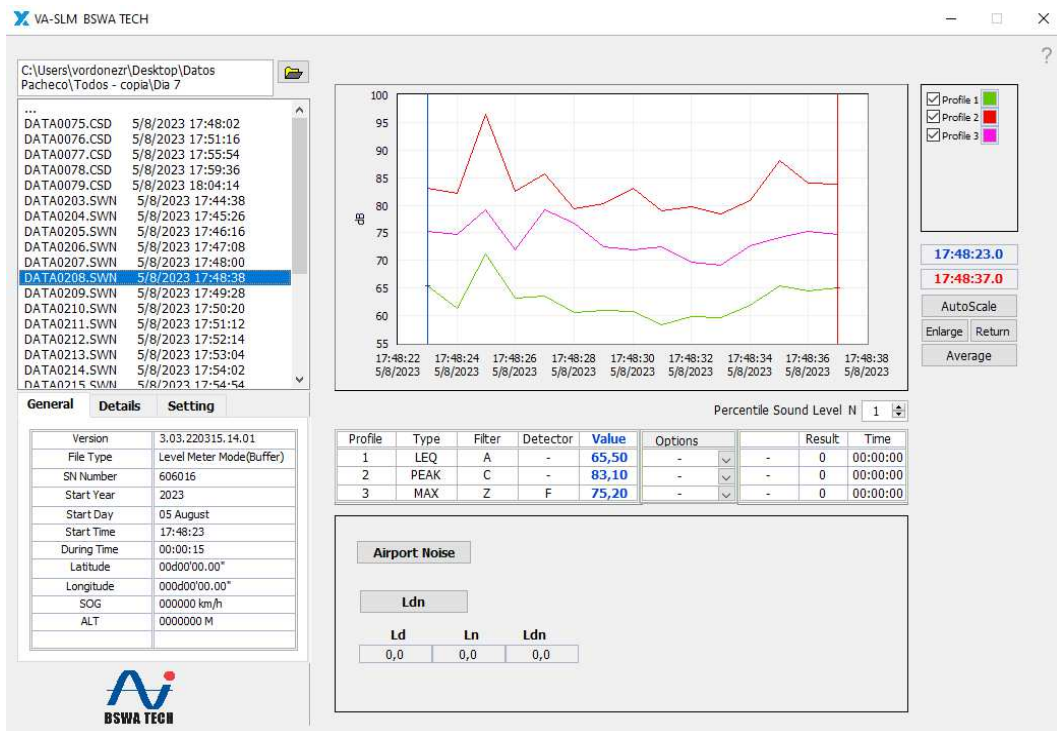 VA-SLM BSWA TECH
?
C:\Users\vordonezr\Desktop\Datos
Pacheco\Todos - copia\Dia 7
...
DATA0075.CSD 5/8/2023 17:48:02
DATA0076.CSD 5/8/2023 17:51:16
DATA0077.CSD 5/8/2023 17:55:54
DATA0078.CSD 5/8/2023 17:59:36
DATA0079.CSD 5/8/2023 18:04:14
DATA0203.SWN 5/8/2023 17:44:38
DATA0204.SWN 5/8/2023 17:45:26
DATA0205.SWN 5/8/2023 17:46:16
DATA0206.SWN 5/8/2023 17:47:08
DATA0207.SWN 5/8/2023 17:48:00
DATA0208.SWN 5/8/2023 17:48:38
DATA0209.SWN 5/8/2023 17:49:28
DATA0210.SWN 5/8/2023 17:50:20
DATA0211.SWN 5/8/2023 17:51:12
DATA0212.SWN 5/8/2023 17:52:14
DATA0213.SWN 5/8/2023 17:53:04
DATA0214.SWN 5/8/2023 17:54:02
DATA0215.SWN 5/8/2023 17:54:54
General Details Setting
Version 3.03.220315.14.01
File Type Level Meter Mode(Buffer)
SN Number 606016
Start Year 2023
Start Day 05 August
Start Time 17:48:23
During Time 00:00:15
Latitude 00d00'00.00"
Longitude 000d00'00.00"
SOG 000000 km/h
ALT 0000000 M
BSWA TECH
dB
100
95
90
85
80
75
70
65
60
55
17:48:22 17:48:24 17:48:26 17:48:28 17:48:30 17:48:32 17:48:34 17:48:36 17:48:38
5/8/2023 5/8/2023 5/8/2023 5/8/2023 5/8/2023 5/8/2023 5/8/2023 5/8/2023 5/8/2023
Profile 1
Profile 2
Profile 3
17:48:23.0
17:48:37.0
AutoScale
Enlarge Return
Average
Percentile Sound Level N 1
Profile Type Filter Detector Value Options Result Time
1 LEQ A - 65,50 - - 0 00:00:00
2 PEAK C - 83,10 - - 0 00:00:00
3 MAX Z F 75,20 - - 0 00:00:00
Airport Noise
Ldn
Ld Ln Ldn
0,0 0,0 0,0